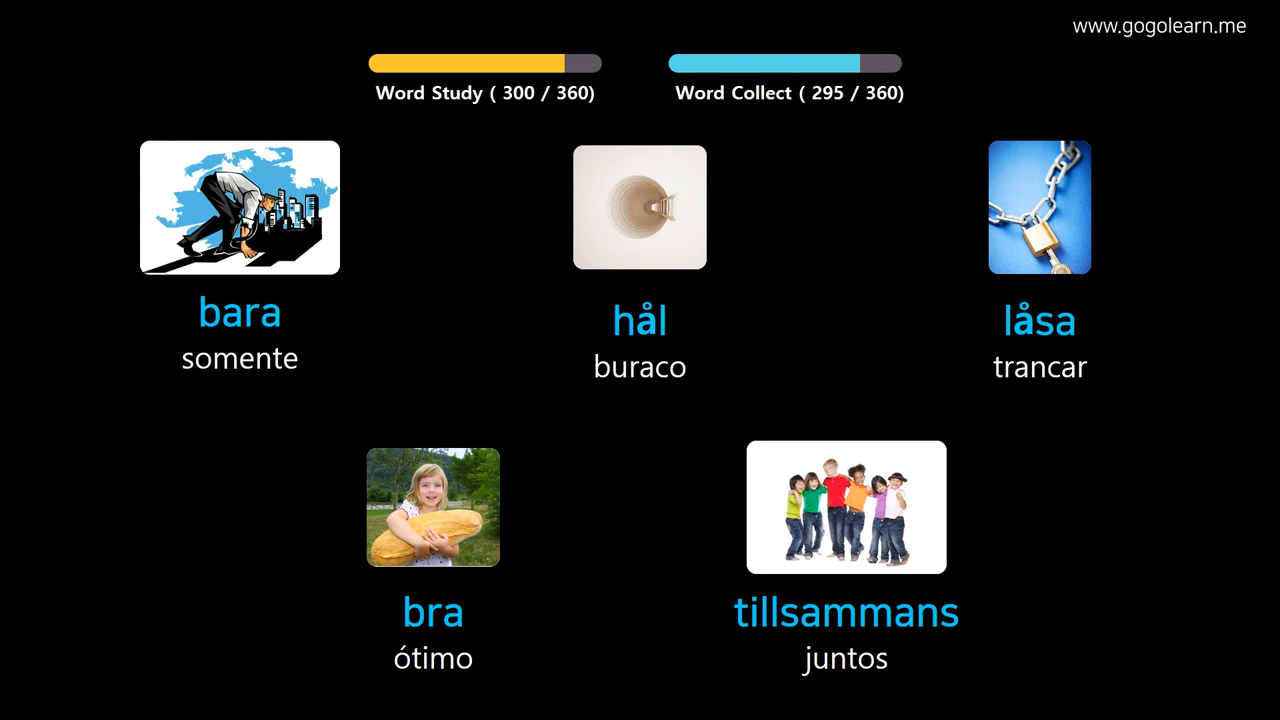 www.gogolearn.me
Word Study ( 300 / 360)
Word Collect ( 295 / 360)
bara
somente
hål
buraco
låsa
trancar
bra
ótimo
tillsammans
juntos